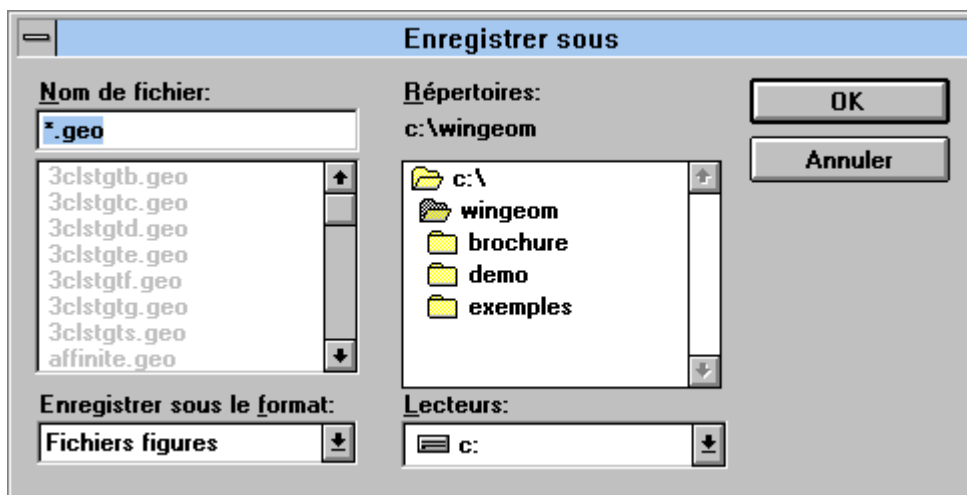 Enregistrer sous
Nom de fichier:
*.geo
3clstgtb.geo
3clstgtc.geo
3clstgtd.geo
3clstgte.geo
3clstgtf.geo
3clstgtg.geo
3clstgts.geo
affinite.geo
Enregistrer sous le format:
Fichiers figures
Répertoires:
c:\wingeom
c:\
wingeom
brochure
demo
exemples
Lecteurs:
c:
OK
Annuler